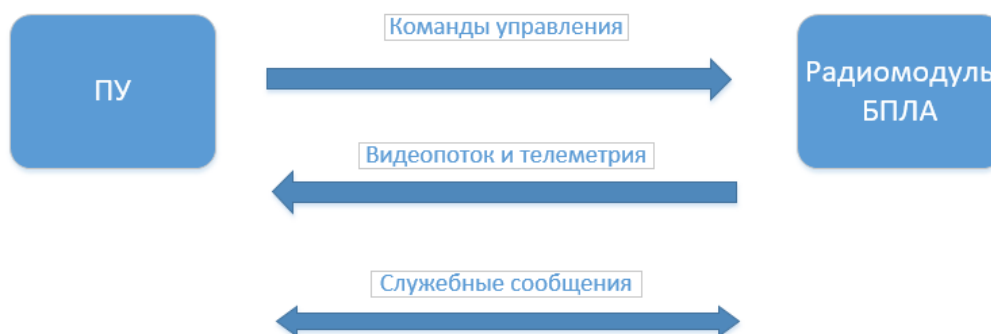 Команды управления
ПУ
Радиомодуль
БПЛА
Видеопоток и телеметрия
Служебные сообщения